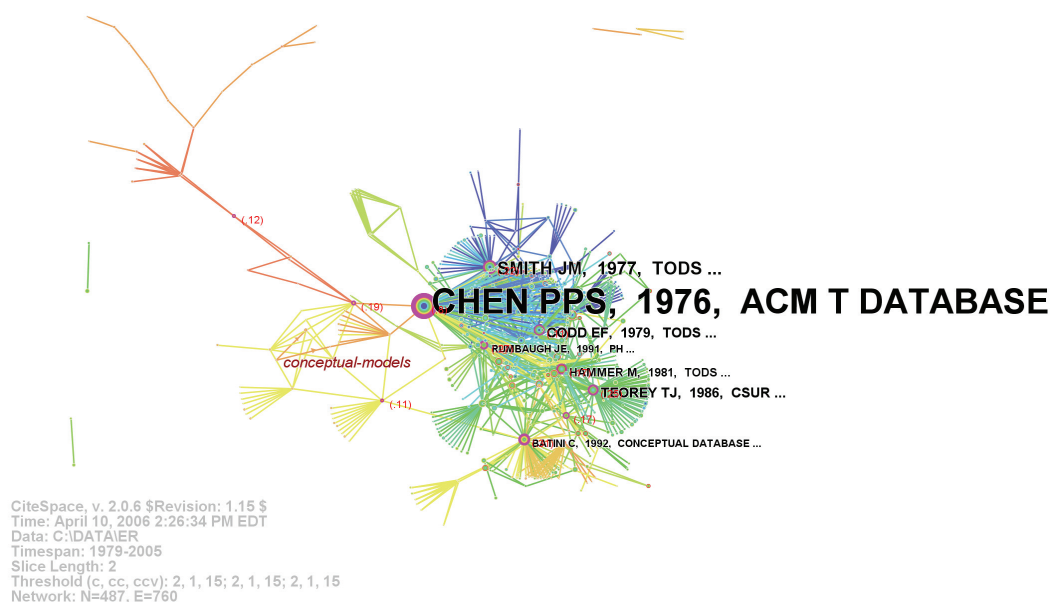 (.12)
SMITH JM, 1977, TODS ...
CHEN PPS, 1976, ACM T DATABASE
(.19)
CODD EF, 1979, TODS ...
RUMBAUGH JE, 1991, PH ...
conceptual-models
HAMMER M, 1981, TODS ...
TEOREY TJ, 1986, CSUR ...
(.11)
(.17)
BATINI C, 1992, CONCEPTUAL DATABASE ...
CiteSpace, v. 2.0.6 $Revision: 1.15 $
Time: April 10, 2006 2:26:34 PM EDT
Data: C:\DATA\ER
Timespan: 1979-2005
Slice Length: 2
Threshold (c, cc, ccv): 2, 1, 15; 2, 1, 15; 2, 1, 15
Network: N=487, E=760